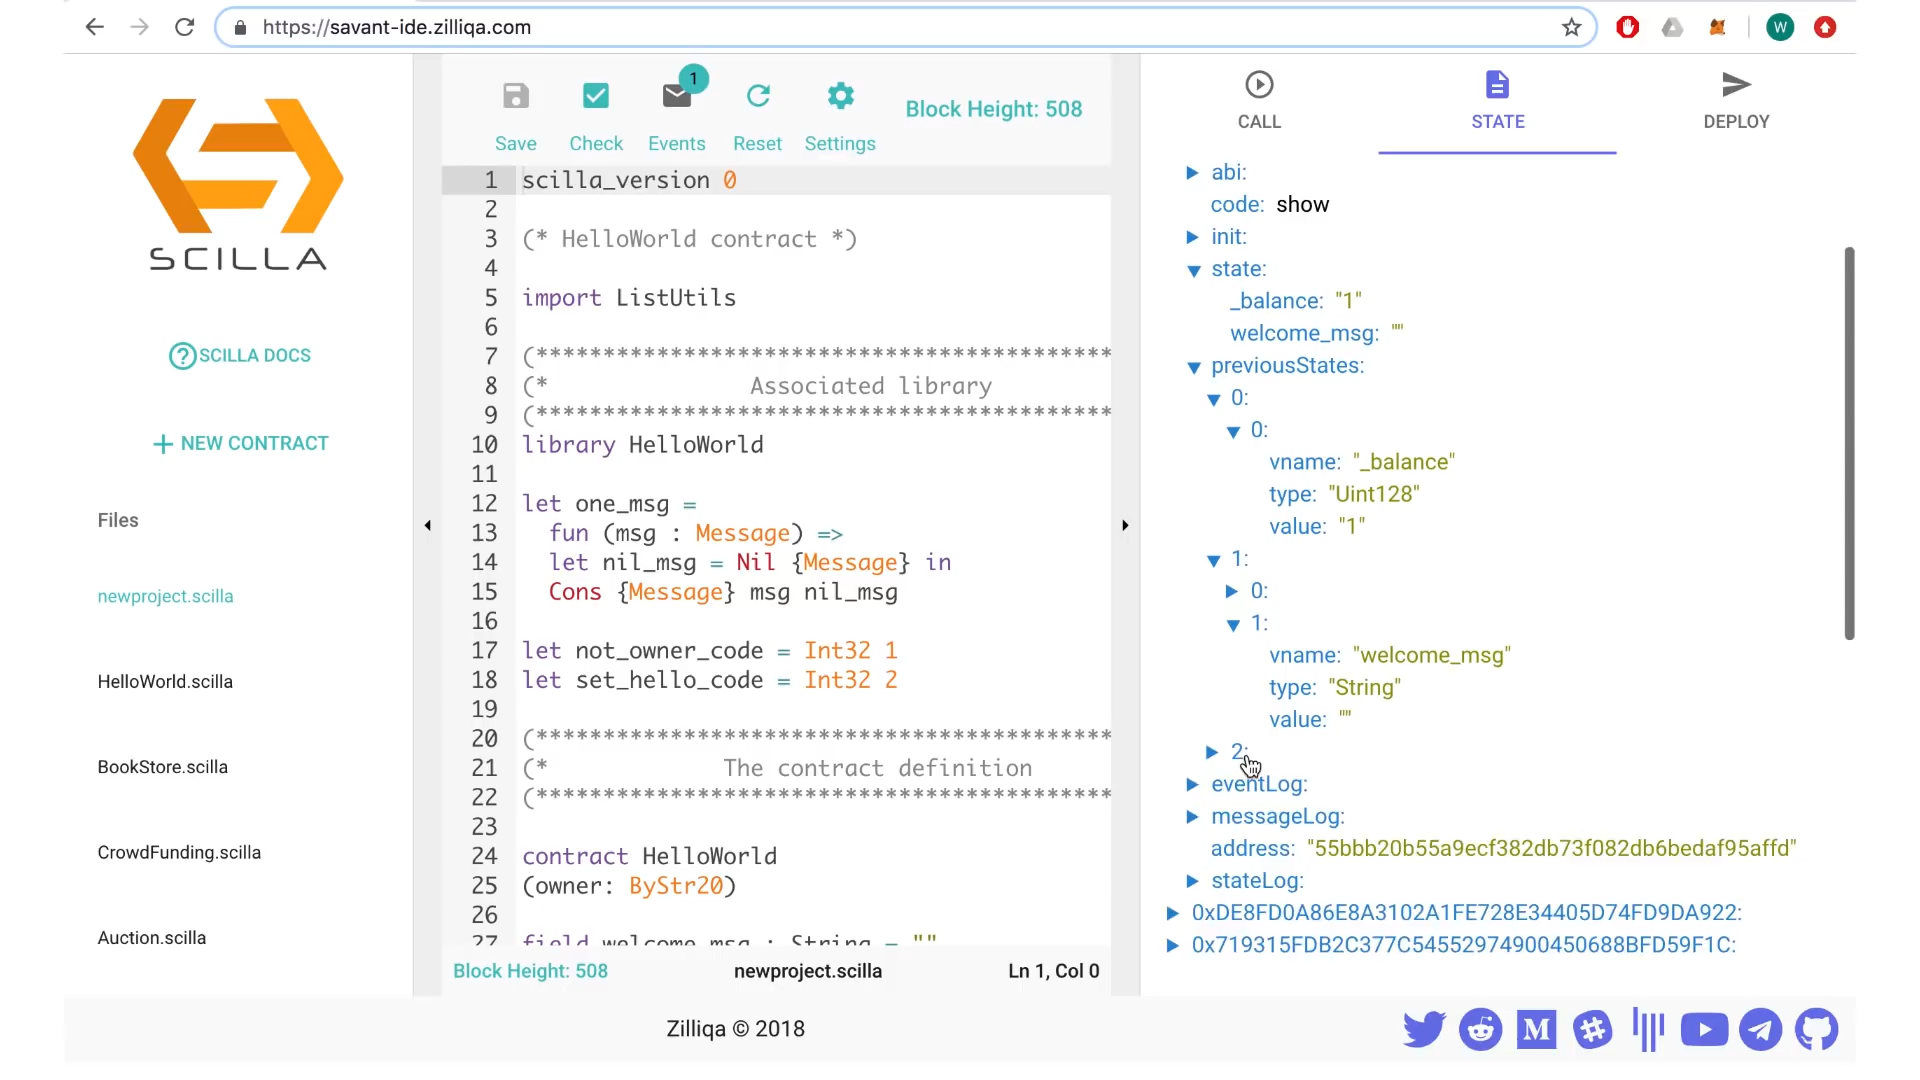 https://savant-ide.zilliqa.com
W
SCILLA
SCILLA DOCS
NEW CONTRACT
Files
newproject.scilla
HelloWorld.scilla
BookStore.scilla
CrowdFunding.scilla
Auction.scilla
1
Save
Check
Events
Reset
Settings
Block Height: 508
1 scilla_version 0
2
3 (* HelloWorld contract *)
4
5 import ListUtils
6
7 (*******************************************
8 (* Associated library
9 (*******************************************
10 library HelloWorld
11
12 let one_msg =
13 fun (msg : Message) =>
14 let nil_msg = Nil {Message} in
15 Cons {Message} msg nil_msg
16
17 let not_owner_code = Int32 1
18 let set_hello_code = Int32 2
19
20 (*******************************************
21 (* The contract definition
22 (*******************************************
23
24 contract HelloWorld
25 (owner: ByStr20)
26
27 field welcome_msg : String = ""
Block Height: 508
newproject.scilla
Ln 1, Col 0
CALL
STATE
DEPLOY
abi:
code: show
init:
state:
_balance: "1"
welcome_msg: ""
previousStates:
0:
0:
vname: "_balance"
type: "Uint128"
value: "1"
1:
0:
1:
vname: "welcome_msg"
type: "String"
value: ""
2:
eventLog:
messageLog:
address: "55bbb20b55a9ecf382db73f082db6bedaf95affd"
stateLog:
0xDE8FD0A86E8A3102A1FE728E34405D74FD9DA922:
0x719315FDB2C377C54552974900450688BFD59F1C:
Zilliqa © 2018
M